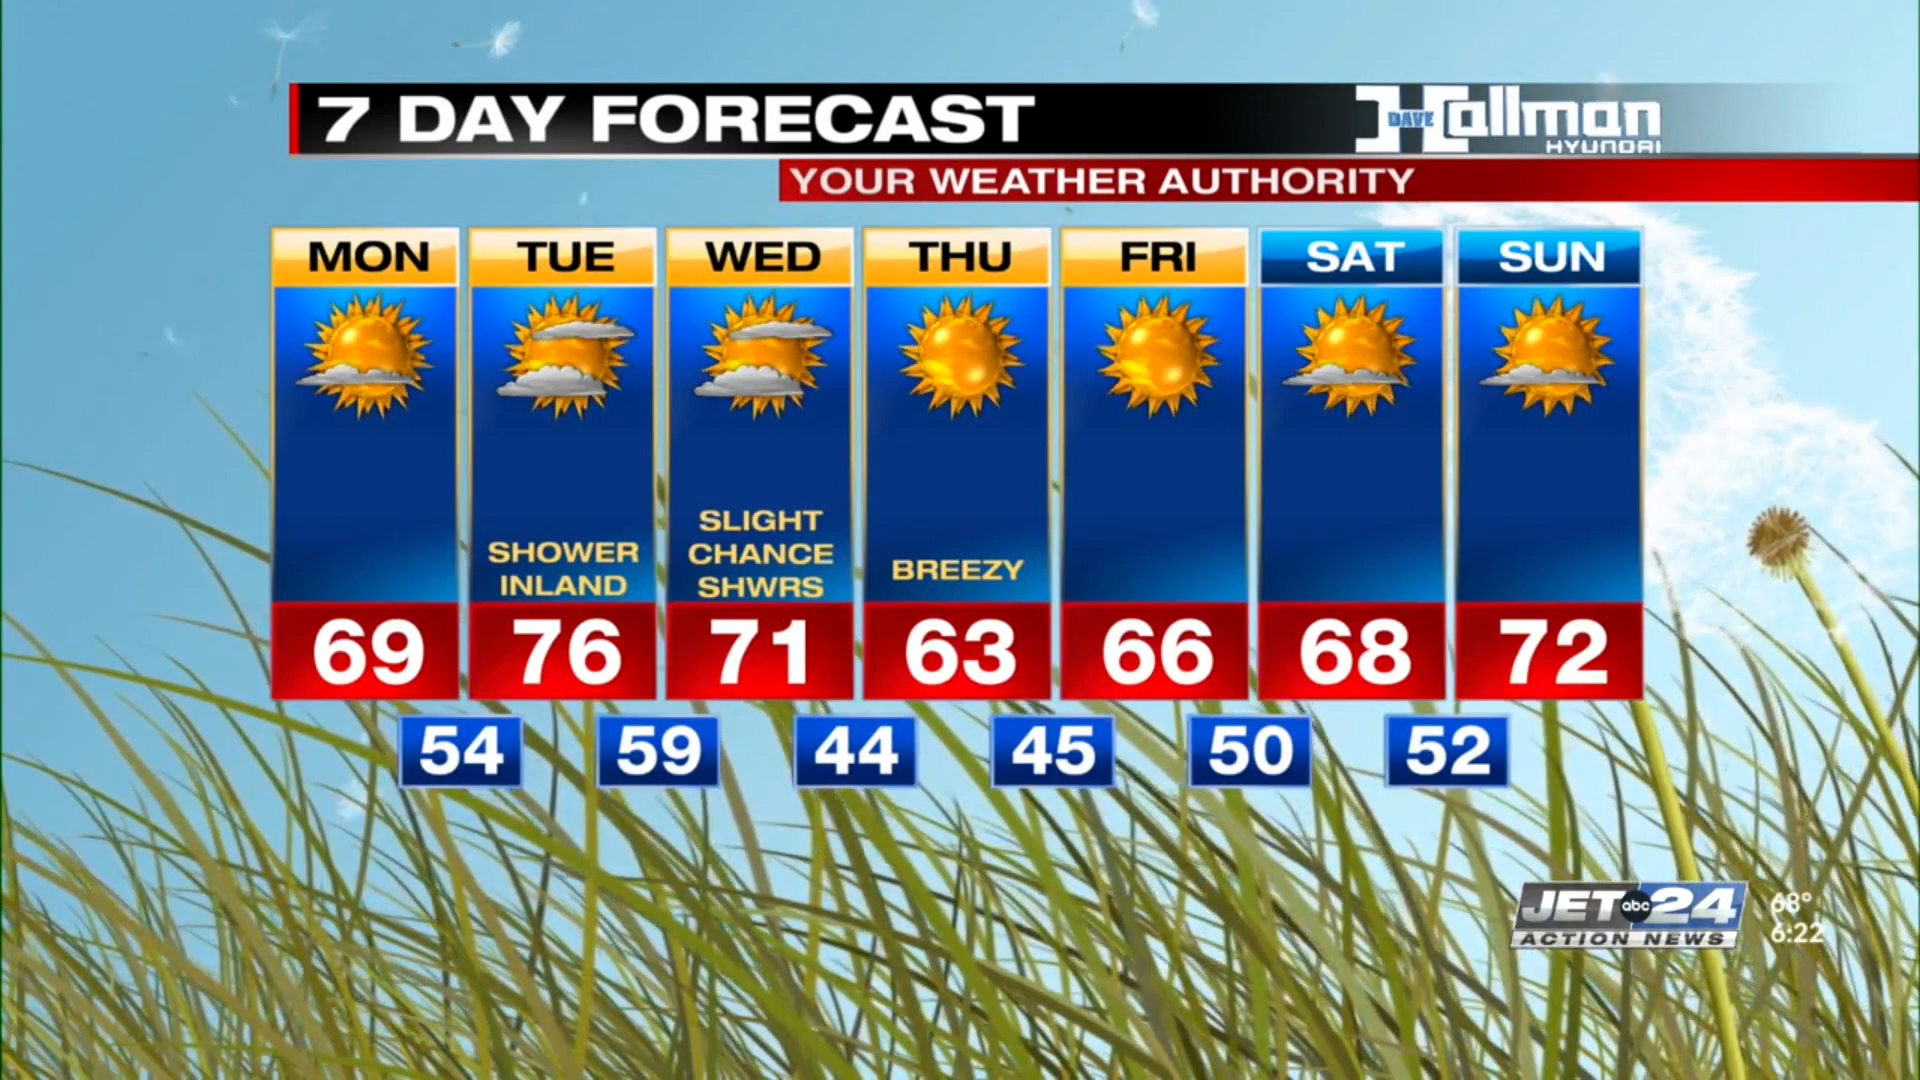 7 DAY FORECAST
DAVE Hallman
HYUNDAI
YOUR WEATHER AUTHORITY
MON TUE WED THU FRI SAT SUN
SHOWER
INLAND
SLIGHT
CHANCE
SHWRS
BREEZY
69 76 71 63 66 68 72
54 59 44 45 50 52
JET abc 24
ACTION NEWS
68°
6:22